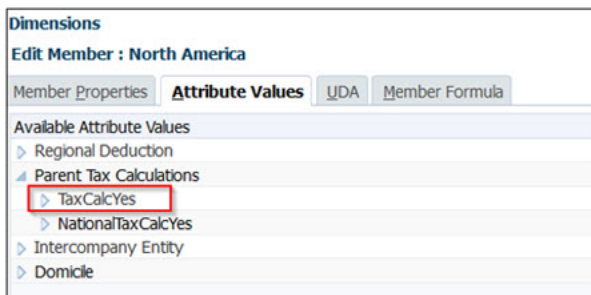 Dimensions
Edit Member : North America
Member Properties Attribute Values UDA Member Formula
Available Attribute Values
Regional Deduction
Parent Tax Calculations
TaxCalcYes
NationalTaxCalcYes
Intercompany Entity
Domicile